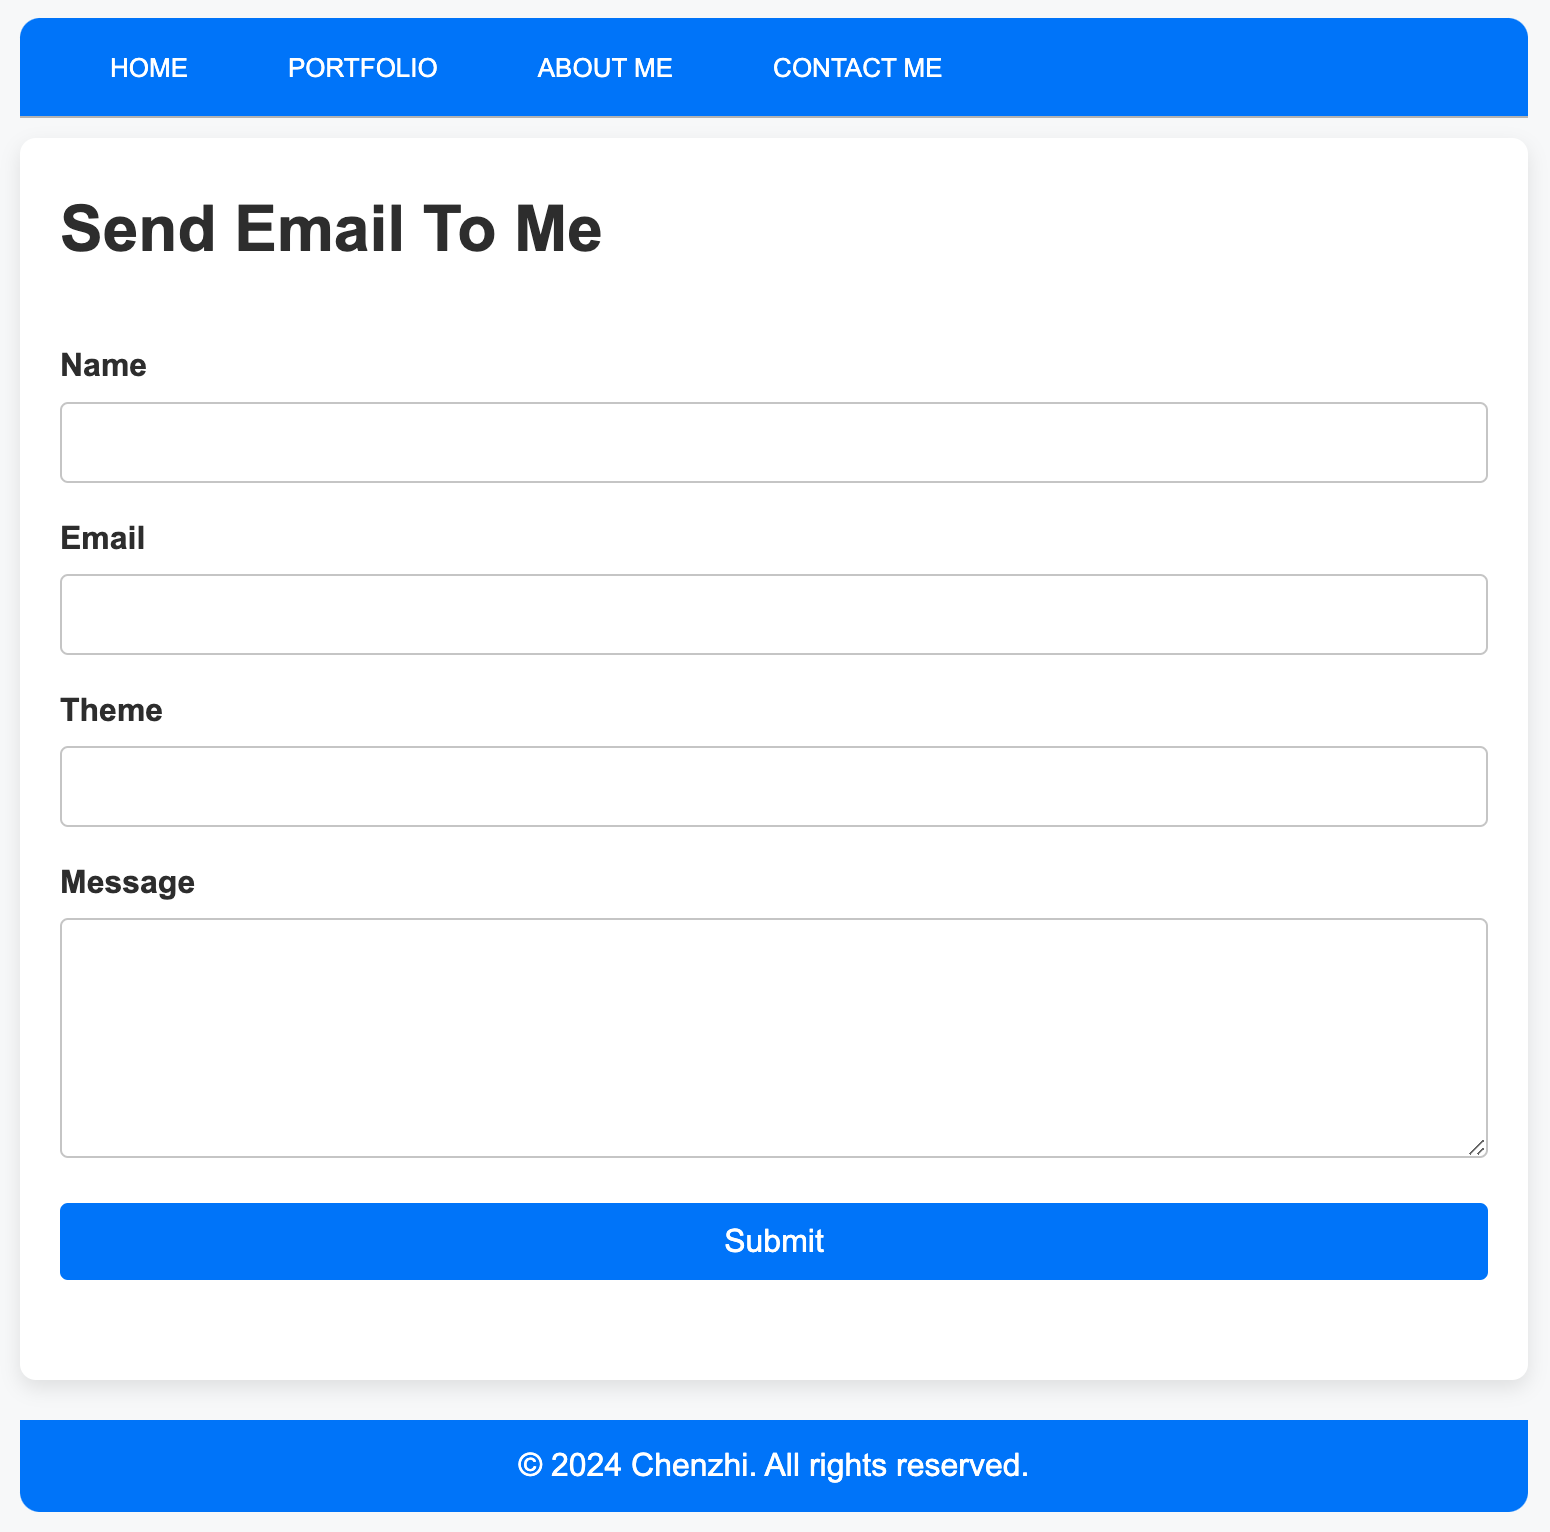 HOME PORTFOLIO ABOUT ME CONTACT ME
Send Email To Me
Name
Email
Theme
Message
Submit
© 2024 Chenzhi. All rights reserved.